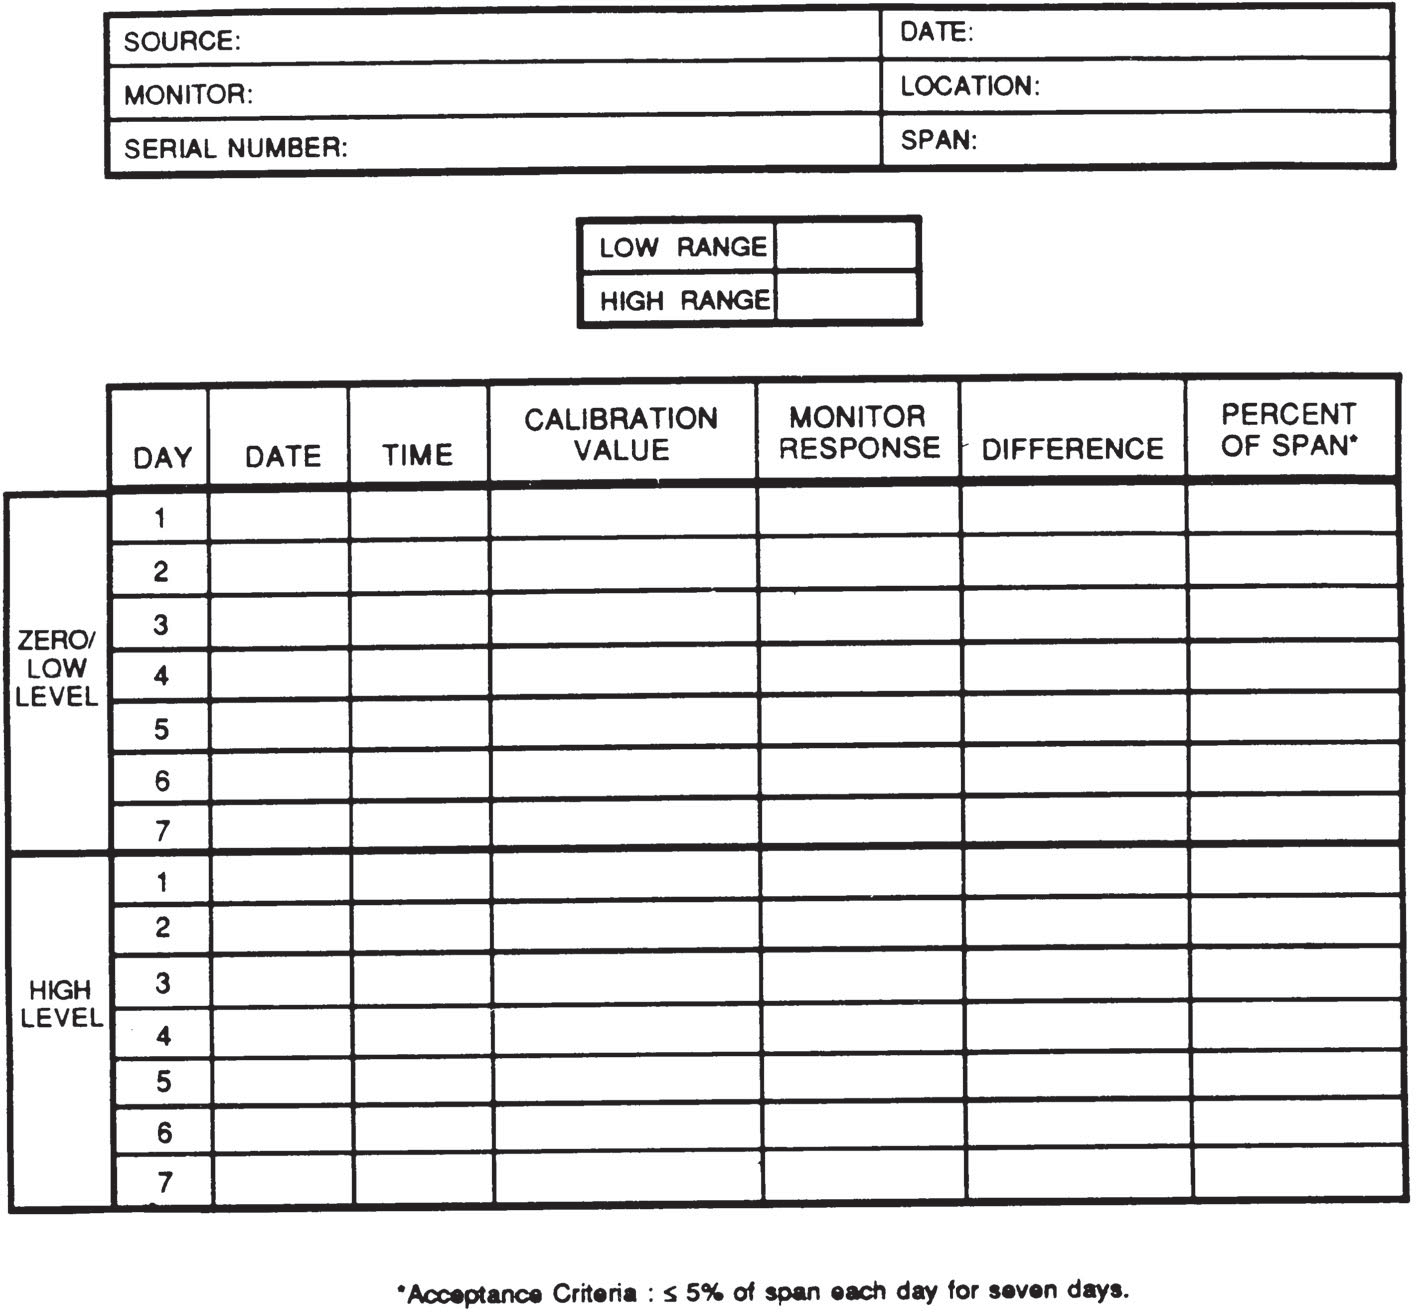 SOURCE:
DATE:
MONITOR:
LOCATION:
SERIAL NUMBER:
SPAN:
LOW RANGE
HIGH RANGE
DAY
DATE
TIME
CALIBRATION
VALUE
MONITOR
RESPONSE
DIFFERENCE
PERCENT
OF SPAN*
ZERO/
LOW
LEVEL
1
2
3
4
5
6
7
HIGH
LEVEL
1
2
3
4
5
6
7
*Acceptance Criteria : ≤ 5% of span each day for seven days.